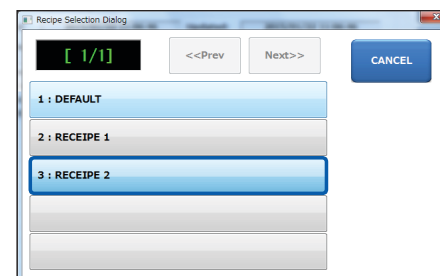 Recipe Selection Dialog
[ 1/1]
<<Prev
Next>>
CANCEL
1 : DEFAULT
2 : RECEIPE 1
3 : RECEIPE 2